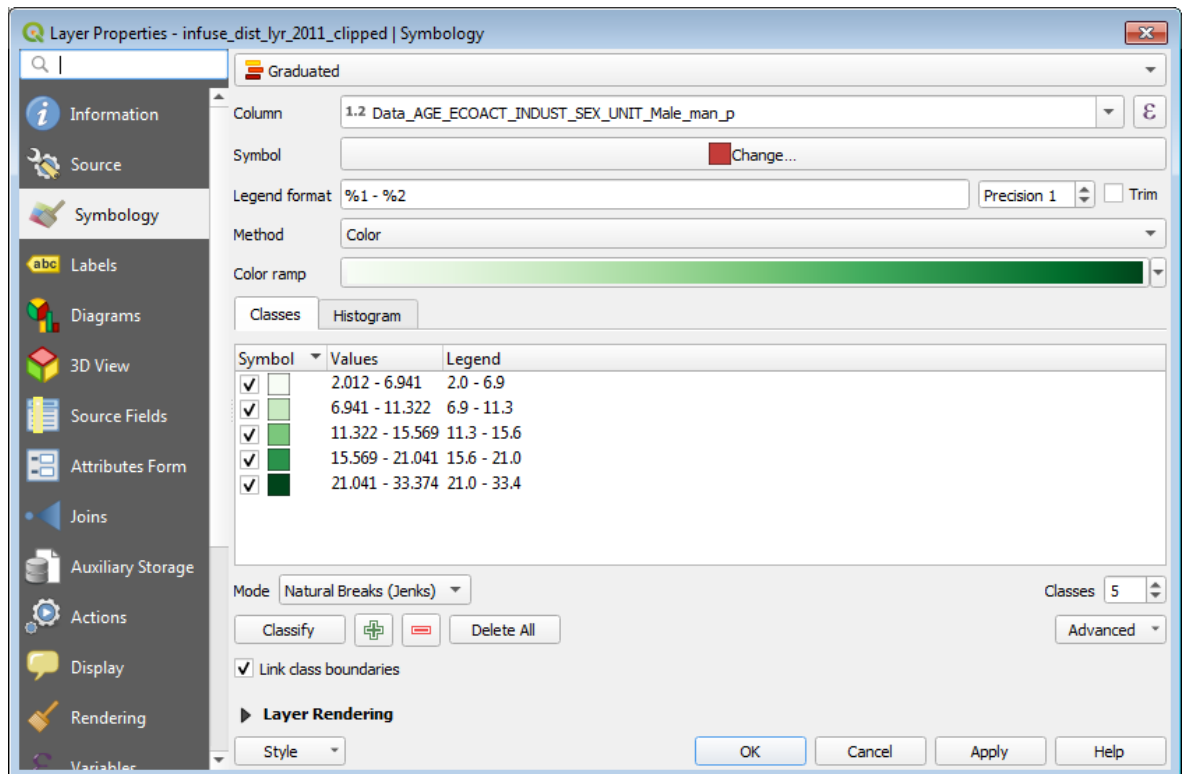 Layer Properties - infuse_dist_lyr_2011_clipped | Symbology
Information
Source
Symbology
abc Labels
Diagrams
3D View
Source Fields
Attributes Form
Joins
Auxiliary Storage
Actions
Display
Rendering
Variables
Graduated
Column 1.2 Data_AGE_ECOACT_INDUST_SEX_UNIT_Male_man_p ε
Symbol Change...
Legend format %1 - %2 Precision 1 Trim
Method Color
Color ramp
Classes Histogram
Symbol Values Legend
2.012 - 6.941 2.0 - 6.9
6.941 - 11.322 6.9 - 11.3
11.322 - 15.569 11.3 - 15.6
15.569 - 21.041 15.6 - 21.0
21.041 - 33.374 21.0 - 33.4
Mode Natural Breaks (Jenks) Classes 5
Classify Delete All Advanced
Link class boundaries
Layer Rendering
Style OK Cancel Apply Help